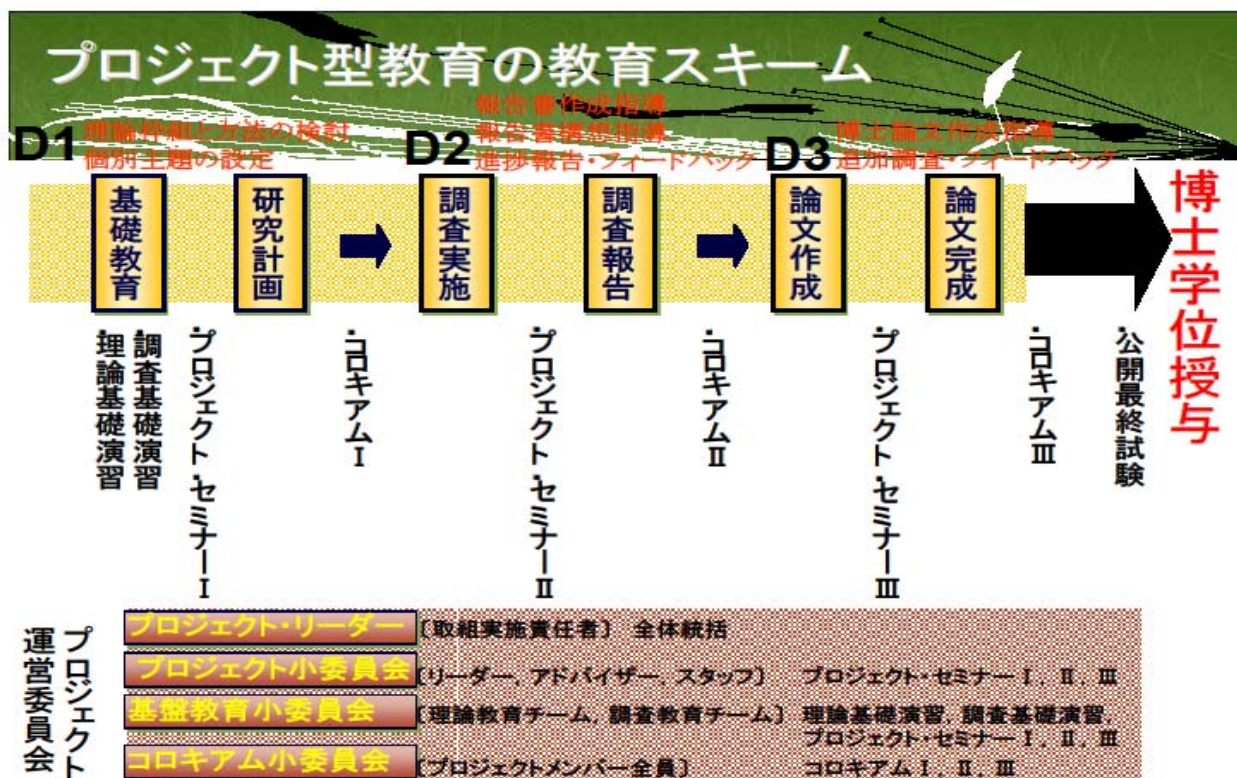 プロジェクト型教育の教育スキーム
D1
理論枠組と方法の検討
個別主題の設定
D2
報告書作成指導
報告書構想指導
進捗報告・フィードバック
D3
博士論文作成指導
追加調査・フィードバック
基礎教育
研究計画
調査実施
調査報告
論文作成
論文完成
博士学位授与
・理論基礎演習
・調査基礎演習
・プロジェクト・セミナーⅠ
・コロキアムⅠ
・プロジェクト・セミナーⅡ
・コロキアムⅡ
・プロジェクト・セミナーⅢ
・コロキアムⅢ
・公開最終試験
プロジェクト
運営委員会
プロジェクト・リーダー 〔取組実施責任者〕 全体統括
プロジェクト小委員会 〔リーダー, アドバイザー, スタッフ〕 プロジェクト・セミナーⅠ, Ⅱ, Ⅲ
基盤教育小委員会 〔理論教育チーム, 調査教育チーム〕 理論基礎演習, 調査基礎演習,
プロジェクト・セミナーⅠ, Ⅱ, Ⅲ
コロキアム小委員会 〔プロジェクトメンバー全員〕 コロキアムⅠ, Ⅱ, Ⅲ